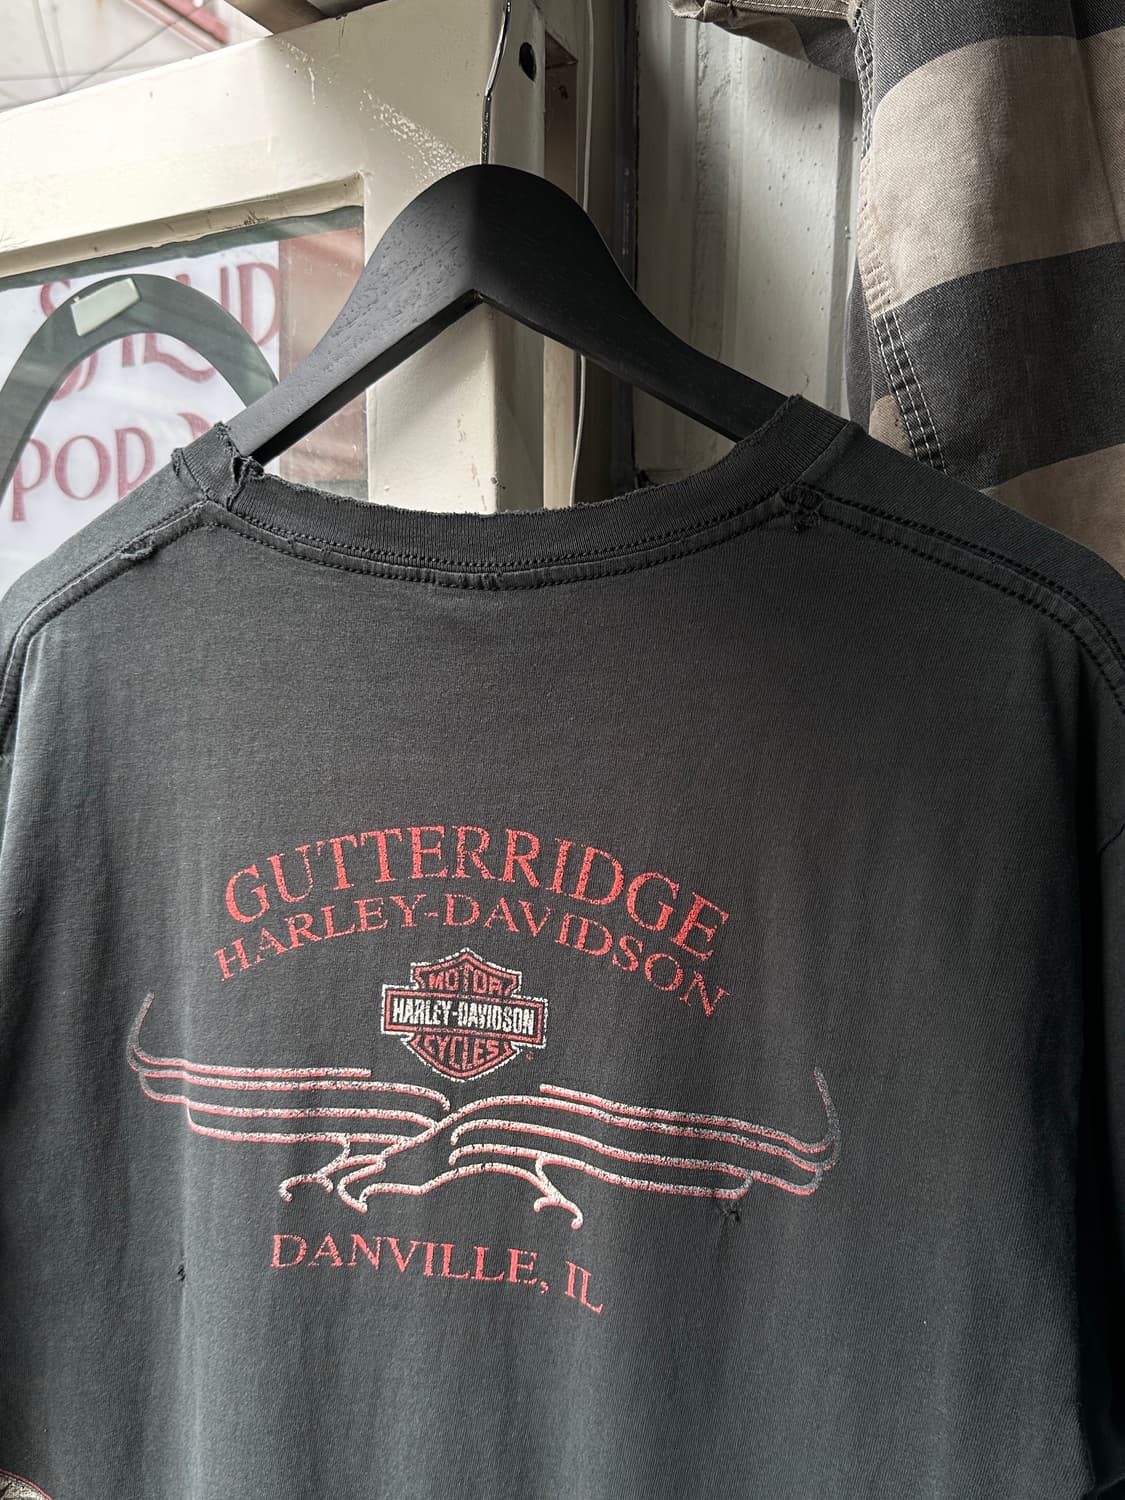 GUTTERRIDGE
HARLEY-DAVIDSON
MOTOR
HARLEY-DAVIDSON
CYCLES
DANVILLE, IL